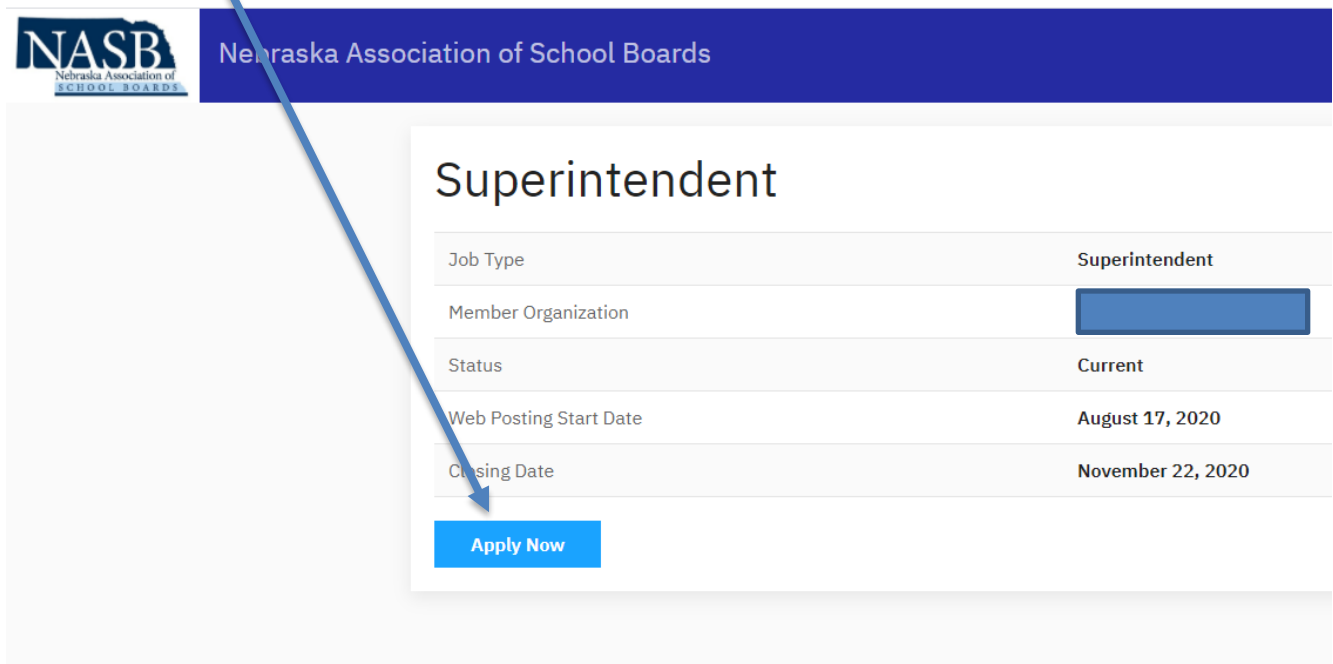 NASB
Nebraska Association of
SCHOOL BOARDS
Nebraska Association of School Boards
Superintendent
Job Type Superintendent
Member Organization
Status Current
Web Posting Start Date August 17, 2020
Closing Date November 22, 2020
Apply Now